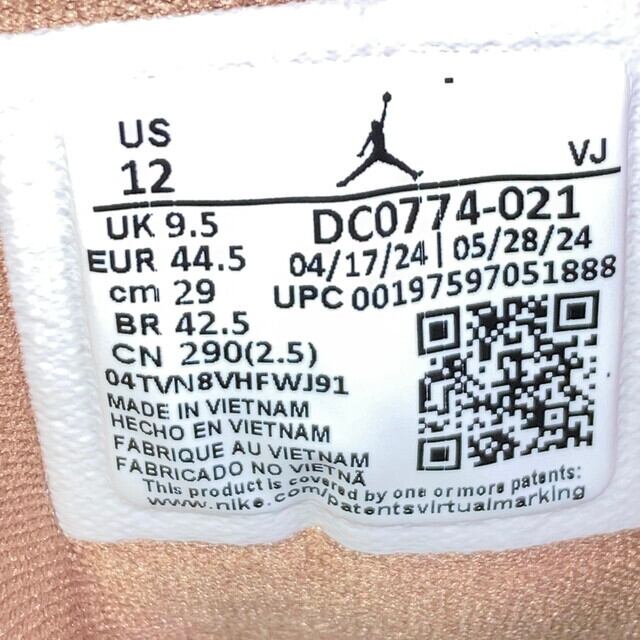 US
12
VJ
UK 9.5
EUR 44.5
cm 29
BR 42.5
CN 290(2.5)
04TVN8VHFWJ91
DC0774-021
04/17/24 | 05/28/24
UPC 00197597051888
MADE IN VIETNAM
HECHO EN VIETNAM
FABRIQUE AU VIETNAM
FABRICADO NO VIETNÃ
This product is covered by one or more patents:
www.nike.com/patentsvirtualmarking